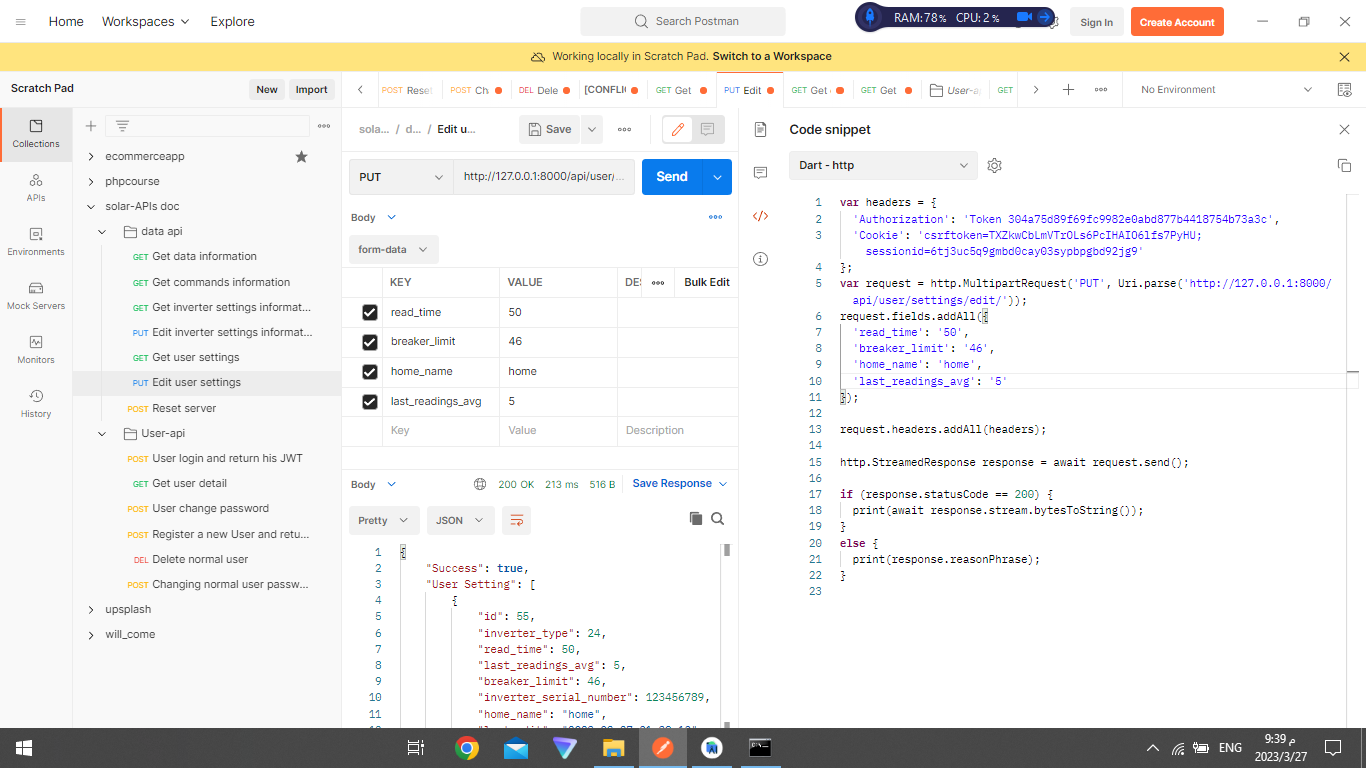 Home
Workspaces
Explore
Search Postman
RAM:78% CPU: 2%
Sign In
Create Account
Working locally in Scratch Pad. Switch to a Workspace
Scratch Pad
New
Import
POST Reset
POST Ch
DEL Dele
[CONFLIC
GET Get
PUT Edit
GET Get
GET Get
User-a
GET
No Environment
Collections
APIs
Environments
Mock Servers
Monitors
History
ecommerceapp
phpcourse
solar-APIs doc
data api
GET Get data information
GET Get commands information
GET Get inverter settings informat...
PUT Edit inverter settings informat...
GET Get user settings
PUT Edit user settings
POST Reset server
User-api
POST User login and return his JWT
GET Get user detail
POST User change password
POST Register a new User and retu...
DEL Delete normal user
POST Changing normal user passw...
upsplash
will_come
sola... / d... / Edit u...
Save
PUT
http://127.0.0.1:8000/api/user/...
Send
Body
form-data
KEY VALUE DES
Bulk Edit
read_time 50
breaker_limit 46
home_name home
last_readings_avg 5
Key Value Description
Body
200 OK 213 ms 516 B Save Response
Pretty
JSON
1 {
2 "Success": true,
3 "User Setting": [
4 {
5 "id": 55,
6 "inverter_type": 24,
7 "read_time": 50,
8 "last_readings_avg": 5,
9 "breaker_limit": 46,
10 "inverter_serial_number": 123456789,
11 "home_name": "home",
Code snippet
Dart - http
1 var headers = {
2 'Authorization': 'Token 304a75d89f69fc9982e0abd877b4418754b73a3c',
3 'Cookie': 'csrftoken=TXZkwCbLmVTrOLs6PcIHAIO6lfs7PyHU;
sessionid=6tj3uc5q9gmbd0cay03sypbpgbd92jg9'
4 };
5 var request = http.MultipartRequest('PUT', Uri.parse('http://127.0.0.1:8000/
api/user/settings/edit/'));
6 request.fields.addAll({
7 'read_time': '50',
8 'breaker_limit': '46',
9 'home_name': 'home',
10 'last_readings_avg': '5'
11 });
12
13 request.headers.addAll(headers);
14
15 http.StreamedResponse response = await request.send();
16
17 if (response.statusCode == 200) {
18 print(await response.stream.bytesToString());
19 }
20 else {
21 print(response.reasonPhrase);
22 }
23
ENG
9:39 م
2023/3/27